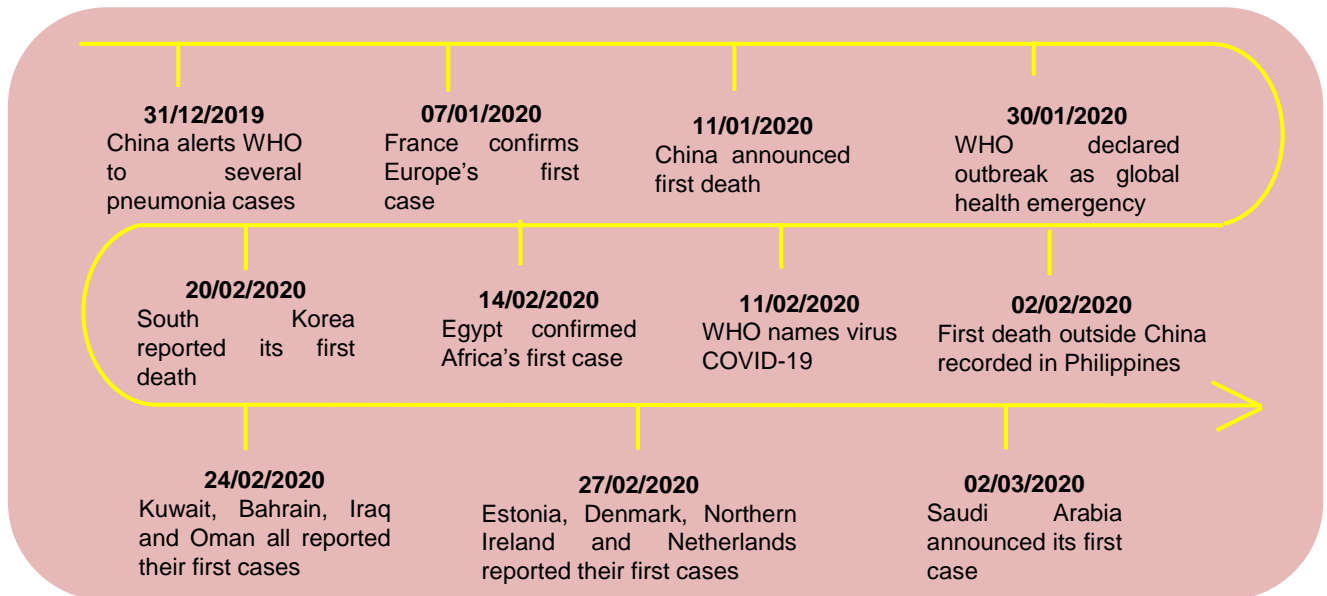 31/12/2019
China alerts WHO
to several
pneumonia cases
07/01/2020
France confirms
Europe's first
case
11/01/2020
China announced
first death
30/01/2020
WHO declared
outbreak as global
health emergency
20/02/2020
South Korea
reported its first
death
14/02/2020
Egypt confirmed
Africa's first case
11/02/2020
WHO names virus
COVID-19
02/02/2020
First death outside China
recorded in Philippines
24/02/2020
Kuwait, Bahrain, Iraq
and Oman all reported
their first cases
27/02/2020
Estonia, Denmark, Northern
Ireland and Netherlands
reported their first cases
02/03/2020
Saudi Arabia
announced its first
case